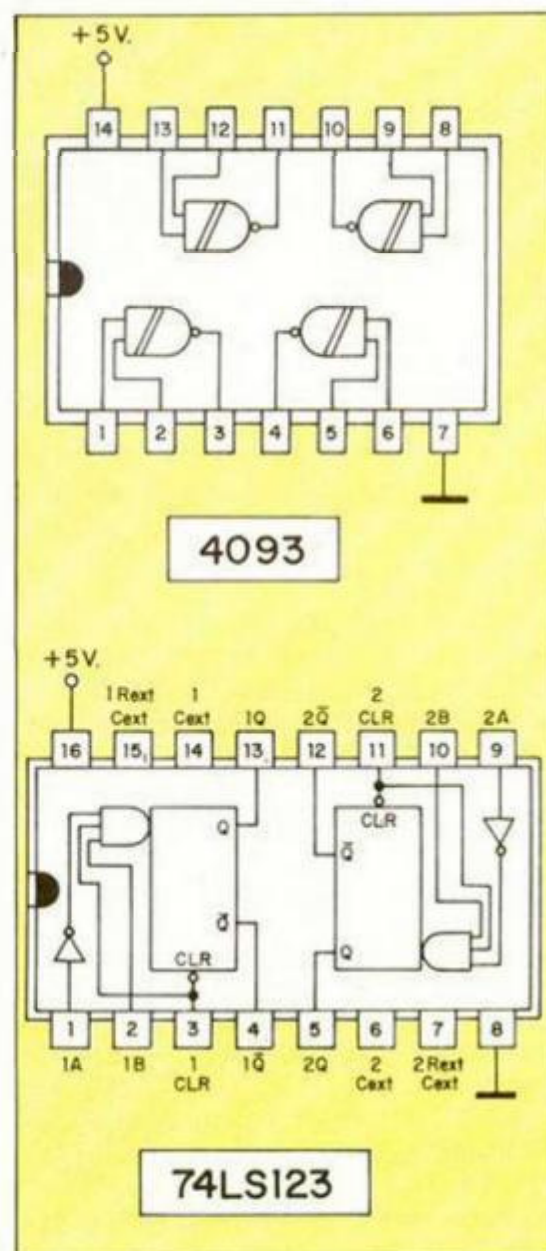 +5V.
14 13 12 11 10 9 8
1 2 3 4 5 6 7
4093
+5V.
1 Rext 1 2
Cext Cext 1Q 2Q̄ CLR 2B 2A
16 15 14 13 12 11 10 9
Q CLR
Q̄
Q̄ Q
CLR
1 2 3 4 5 6 7 8
1A 1B 1 1Q̄ 2Q 2 2 Rext
CLR Cext Cext
74LS123